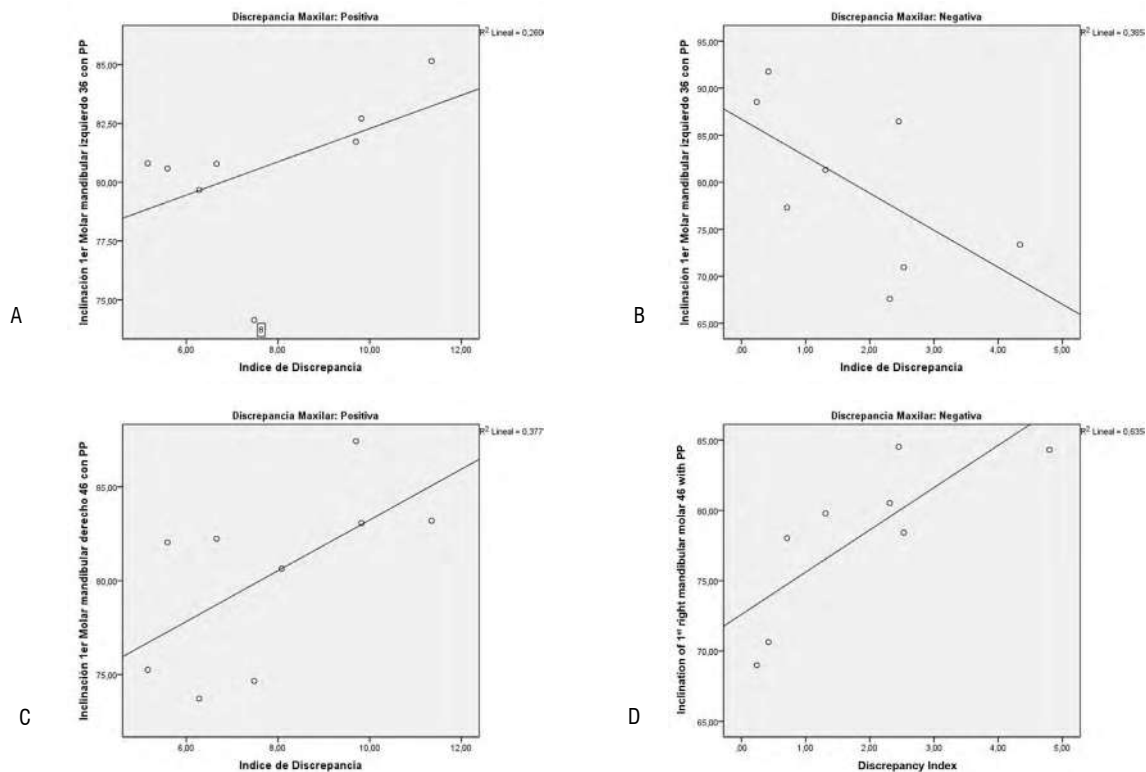 Discrepancia Maxilar: Positiva
R² Lineal = 0,260
Inclinación 1er Molar mandibular izquierdo 36 con PP
85,00
82,50
80,00
77,50
75,00
8
6,00 8,00 10,00 12,00
Indice de Discrepancia
A
Discrepancia Maxilar: Negativa
R² Lineal = 0,385
Inclinación 1er Molar mandibular izquierdo 36 con PP
95,00
90,00
85,00
80,00
75,00
70,00
65,00
,00 1,00 2,00 3,00 4,00 5,00
Indice de Discrepancia
B
Discrepancia Maxilar: Positiva
R² Lineal = 0,377
Inclinación 1er Molar mandibular derecho 46 con PP
85,00
80,00
75,00
6,00 8,00 10,00 12,00
Indice de Discrepancia
C
Discrepancia Maxilar: Negativa
R² Lineal = 0,635
Inclination of 1st right mandibular molar 46 with PP
85,00
80,00
75,00
70,00
65,00
,00 1,00 2,00 3,00 4,00 5,00
Discrepancy Index
D